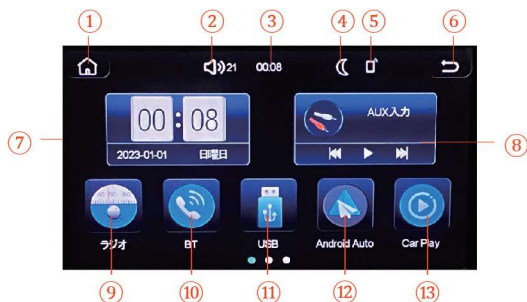 ① ② ③ ④ ⑤ ⑥
21 00:08
⑦
00 : 08
2023-01-01 日曜日
AUX入力
⑧
ラジオ BT USB Android Auto Car Play
⑨ ⑩ ⑪ ⑫ ⑬